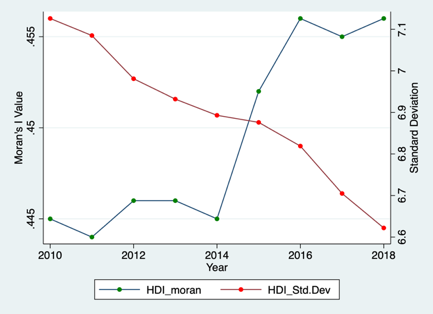 .455
.45
.445
Moran's I Value
7.1
7
6.9
6.8
6.7
6.6
Standard Deviation
2010 2012 2014 2016 2018
Year
HDI_moran HDI_Std.Dev